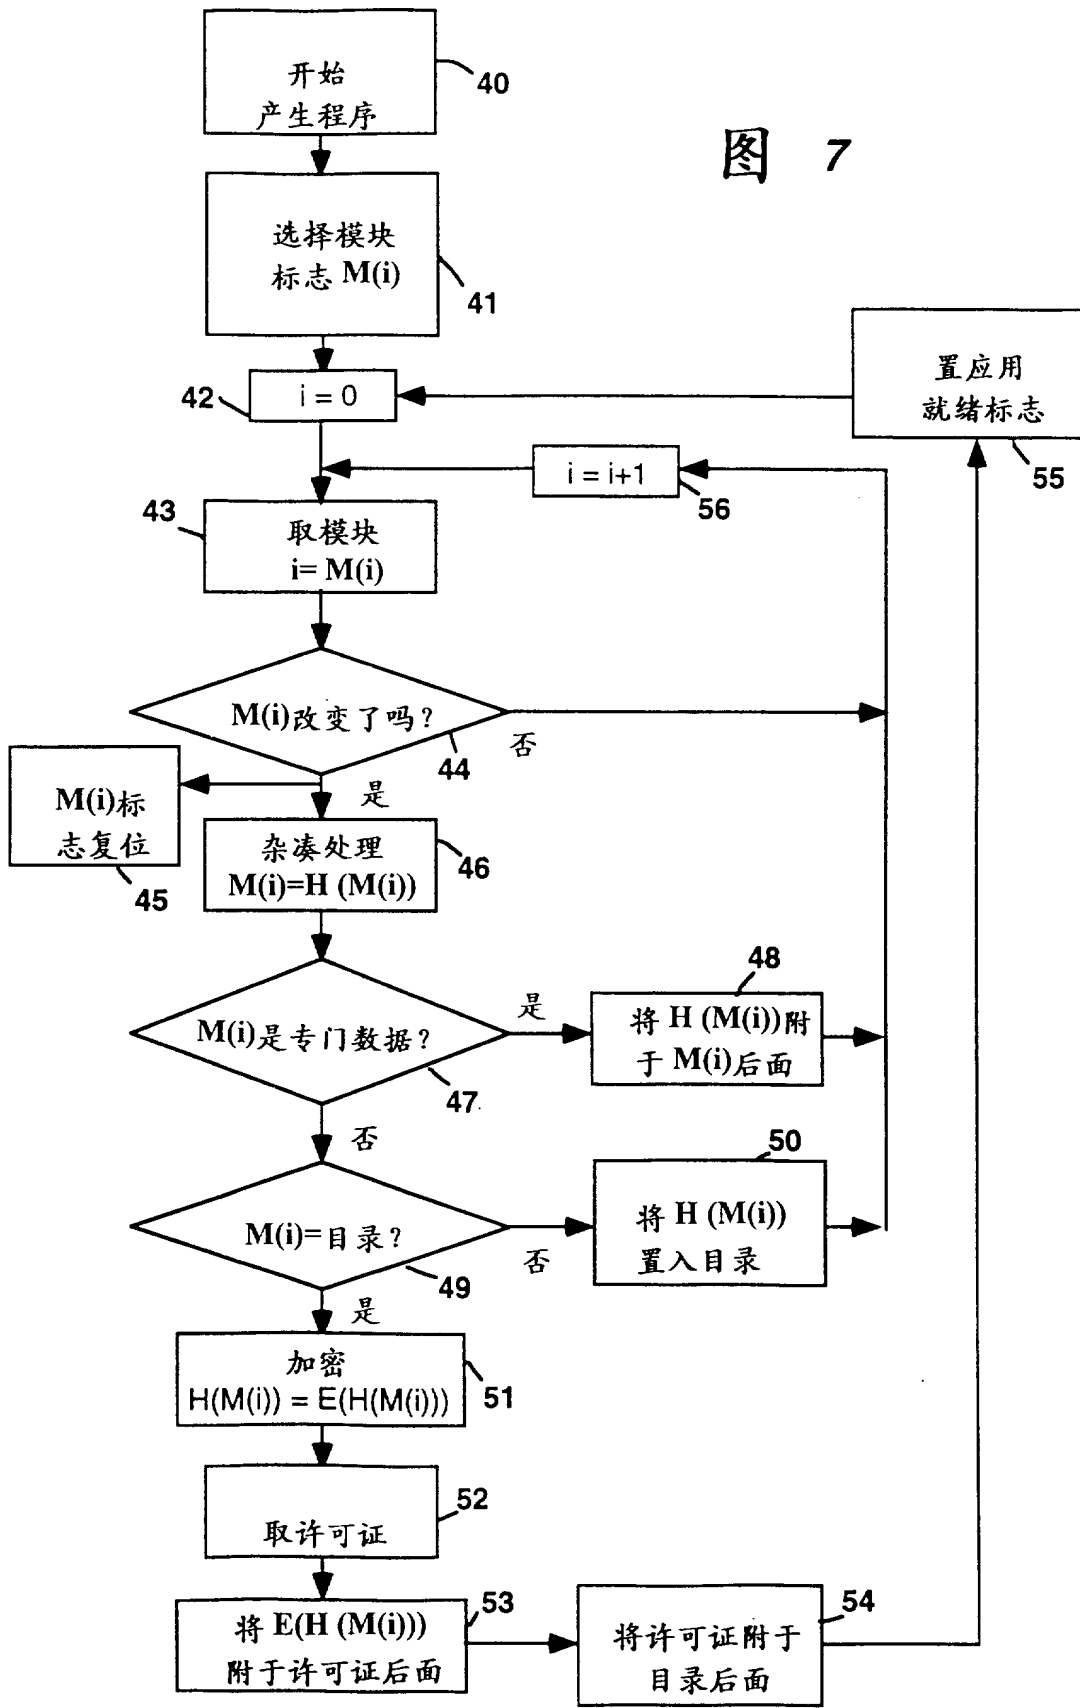 开始
产生程序
40
图 7
选择模块
标志 M(i)
41
i = 0
42
置应用
就绪标志
55
i = i+1
56
43
取模块
i= M(i)
M(i)改变了吗?
44
否
是
M(i)标
志复位
45
杂凑处理
M(i)=H (M(i))
46
M(i)是专门数据?
47
是
48
将 H (M(i))附
于 M(i)后面
否
M(i)=目录?
49
否
50
将 H (M(i))
置入目录
是
加密
H(M(i)) = E(H(M(i)))
51
取许可证
52
将 E(H (M(i)))
附于许可证后面
53
将许可证附于
目录后面
54